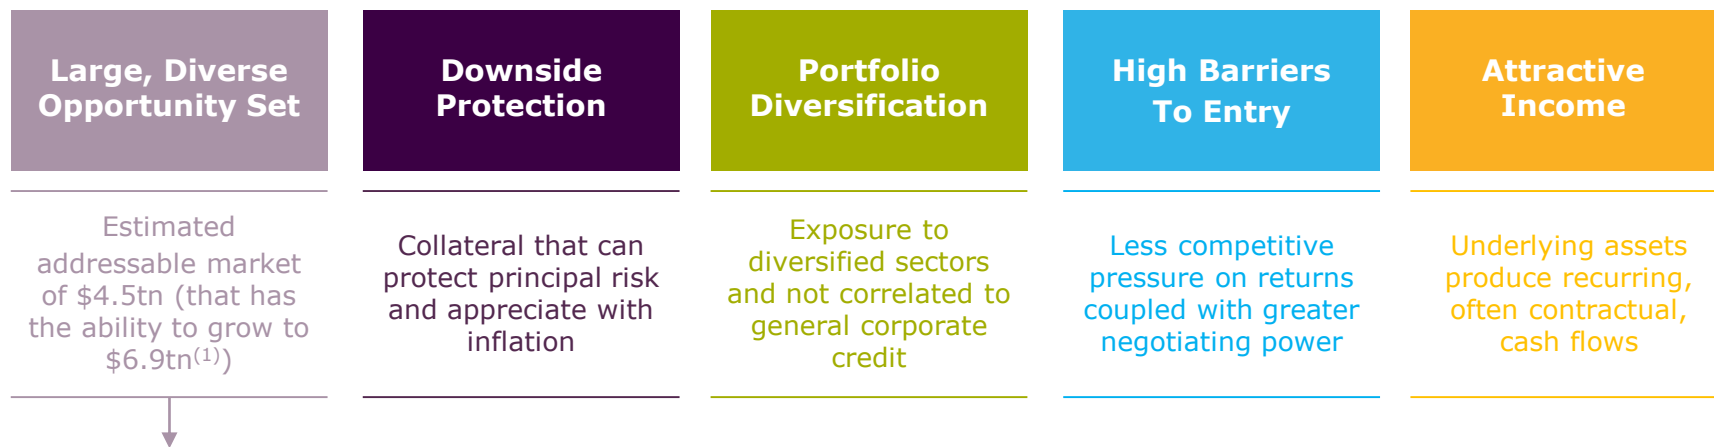 Large, Diverse
Opportunity Set
Downside
Protection
Portfolio
Diversification
High Barriers
To Entry
Attractive
Income
Estimated
addressable market
of $4.5tn (that has
the ability to grow to
$6.9tn(1))
Collateral that can
protect principal risk
and appreciate with
inflation
Exposure to
diversified sectors
and not correlated to
general corporate
credit
Less competitive
pressure on returns
coupled with greater
negotiating power
Underlying assets
produce recurring,
often contractual,
cash flows